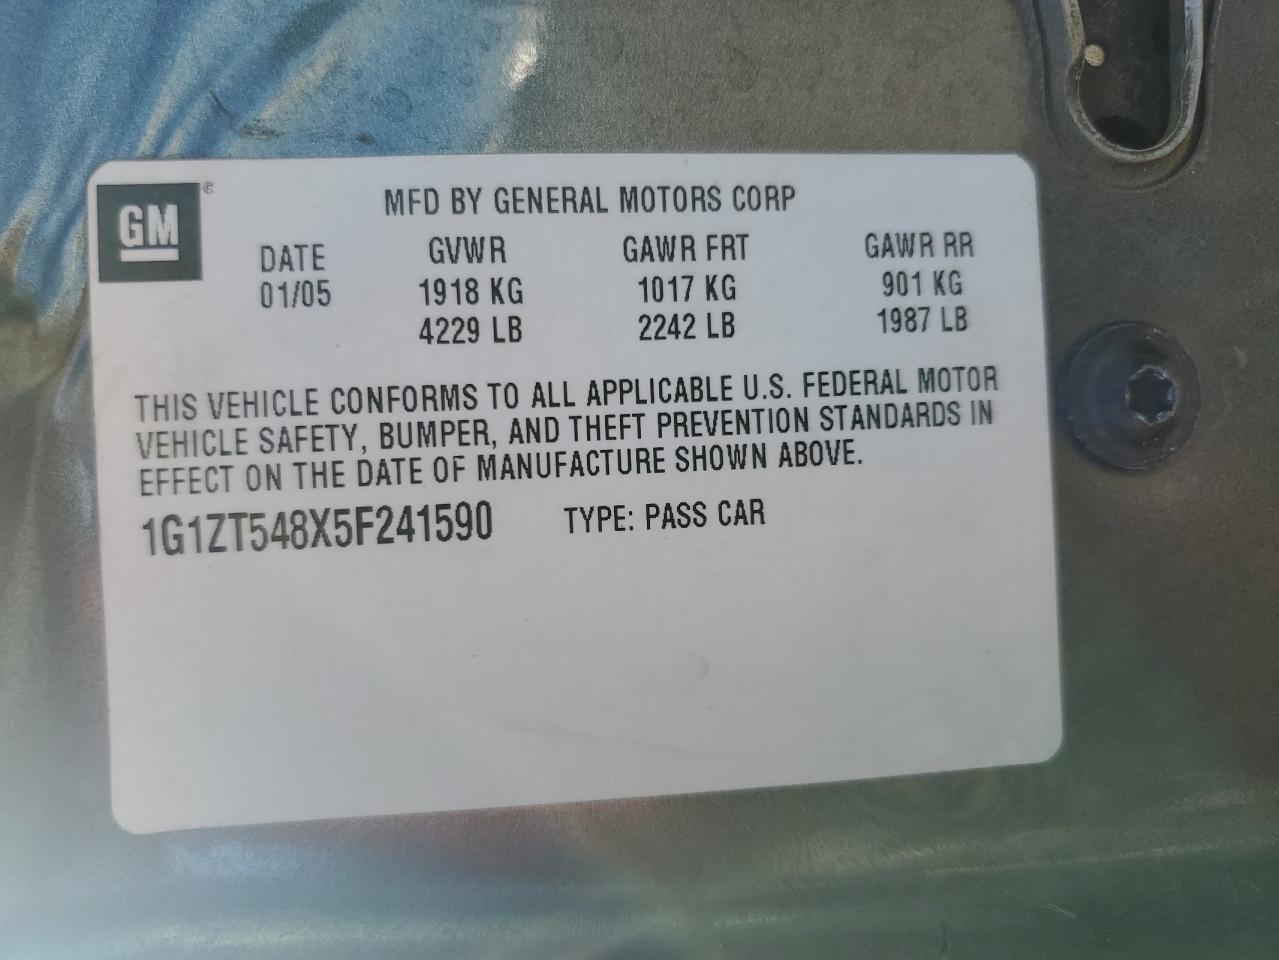 GM ®
MFD BY GENERAL MOTORS CORP
DATE GVWR GAWR FRT GAWR RR
01/05 1918 KG 1017 KG 901 KG
4229 LB 2242 LB 1987 LB
THIS VEHICLE CONFORMS TO ALL APPLICABLE U.S. FEDERAL MOTOR
VEHICLE SAFETY, BUMPER, AND THEFT PREVENTION STANDARDS IN
EFFECT ON THE DATE OF MANUFACTURE SHOWN ABOVE.
1G1ZT548X5F241590 TYPE: PASS CAR